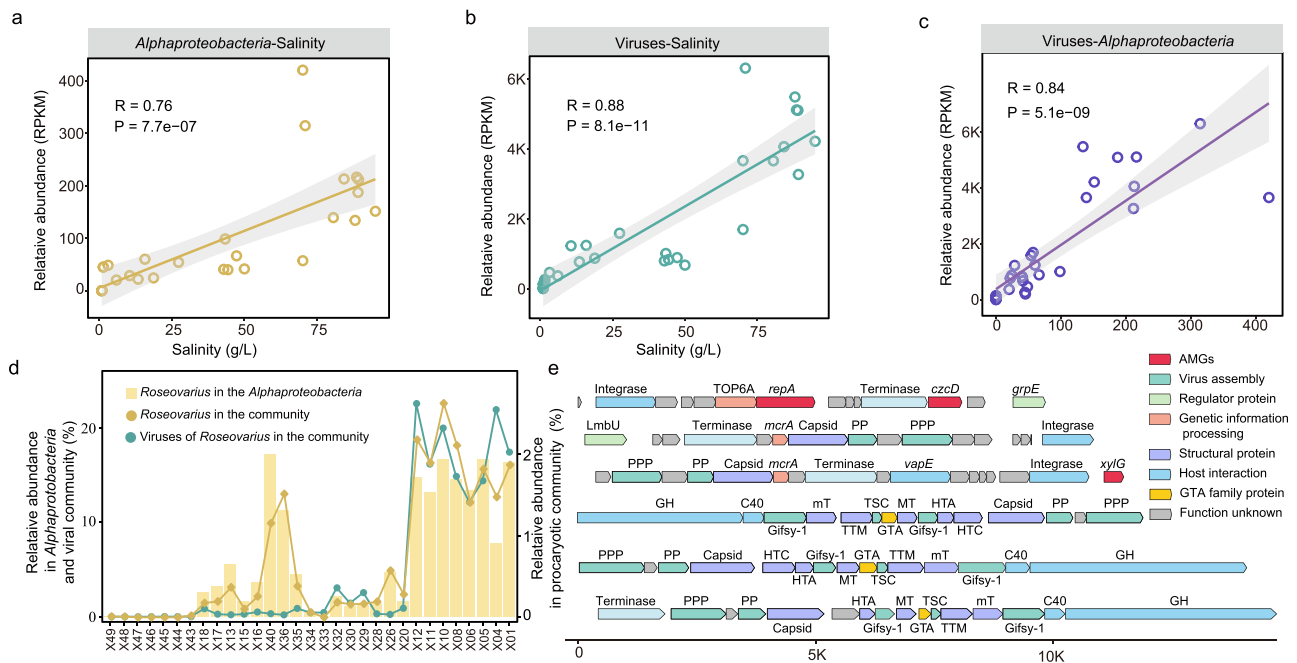 a
Alphaproteobacteria-Salinity
R = 0.76
P = 7.7e−07
Relataive abundance (RPKM)
400
300
200
100
0
0
25
50
75
Salinity (g/L)
b
Viruses-Salinity
R = 0.88
P = 8.1e−11
Relataive abundance (RPKM)
6K
4K
2K
0
0
25
50
75
Salinity (g/L)
c
Viruses-Alphaproteobacteria
R = 0.84
P = 5.1e−09
Relataive abundance (RPKM)
6K
4K
2K
0
0
100
200
300
400
d
Roseovarius in the Alphaproteobacteria
Roseovarius in the community
Viruses of Roseovarius in the community
Relataive abundance
in Alphaproteobacteria
and viral community (%)
20
10
0
2
1
0
Relataive abundance
in procaryotic community (%)
X49 X48 X47 X46 X45 X44 X43 X18 X17 X13 X15 X16 X40 X36 X35 X34 X33 X32 X30 X29 X28 X26 X20 X12 X11 X10 X08 X06 X05 X04 X01
e
Integrase TOP6A repA Terminase czcD grpE
LmbU Terminase mcrA Capsid PP PPP Integrase
PPP PP Capsid mcrA Terminase vapE Integrase xylG
GH C40 mT TSC MT HTA Capsid PP PPP
Gifsy-1 TTM GTA Gifsy-1 HTC
PPP PP Capsid HTC Gifsy-1 GTA TTM mT C40 GH
HTA MT TSC Gifsy-1
Terminase PPP PP HTA MT TSC mT C40 GH
Capsid Gifsy-1 GTA TTM Gifsy-1
0 5K 10K
AMGs
Virus assembly
Regulator protein
Genetic information
processing
Structural protein
Host interaction
GTA family protein
Function unknown